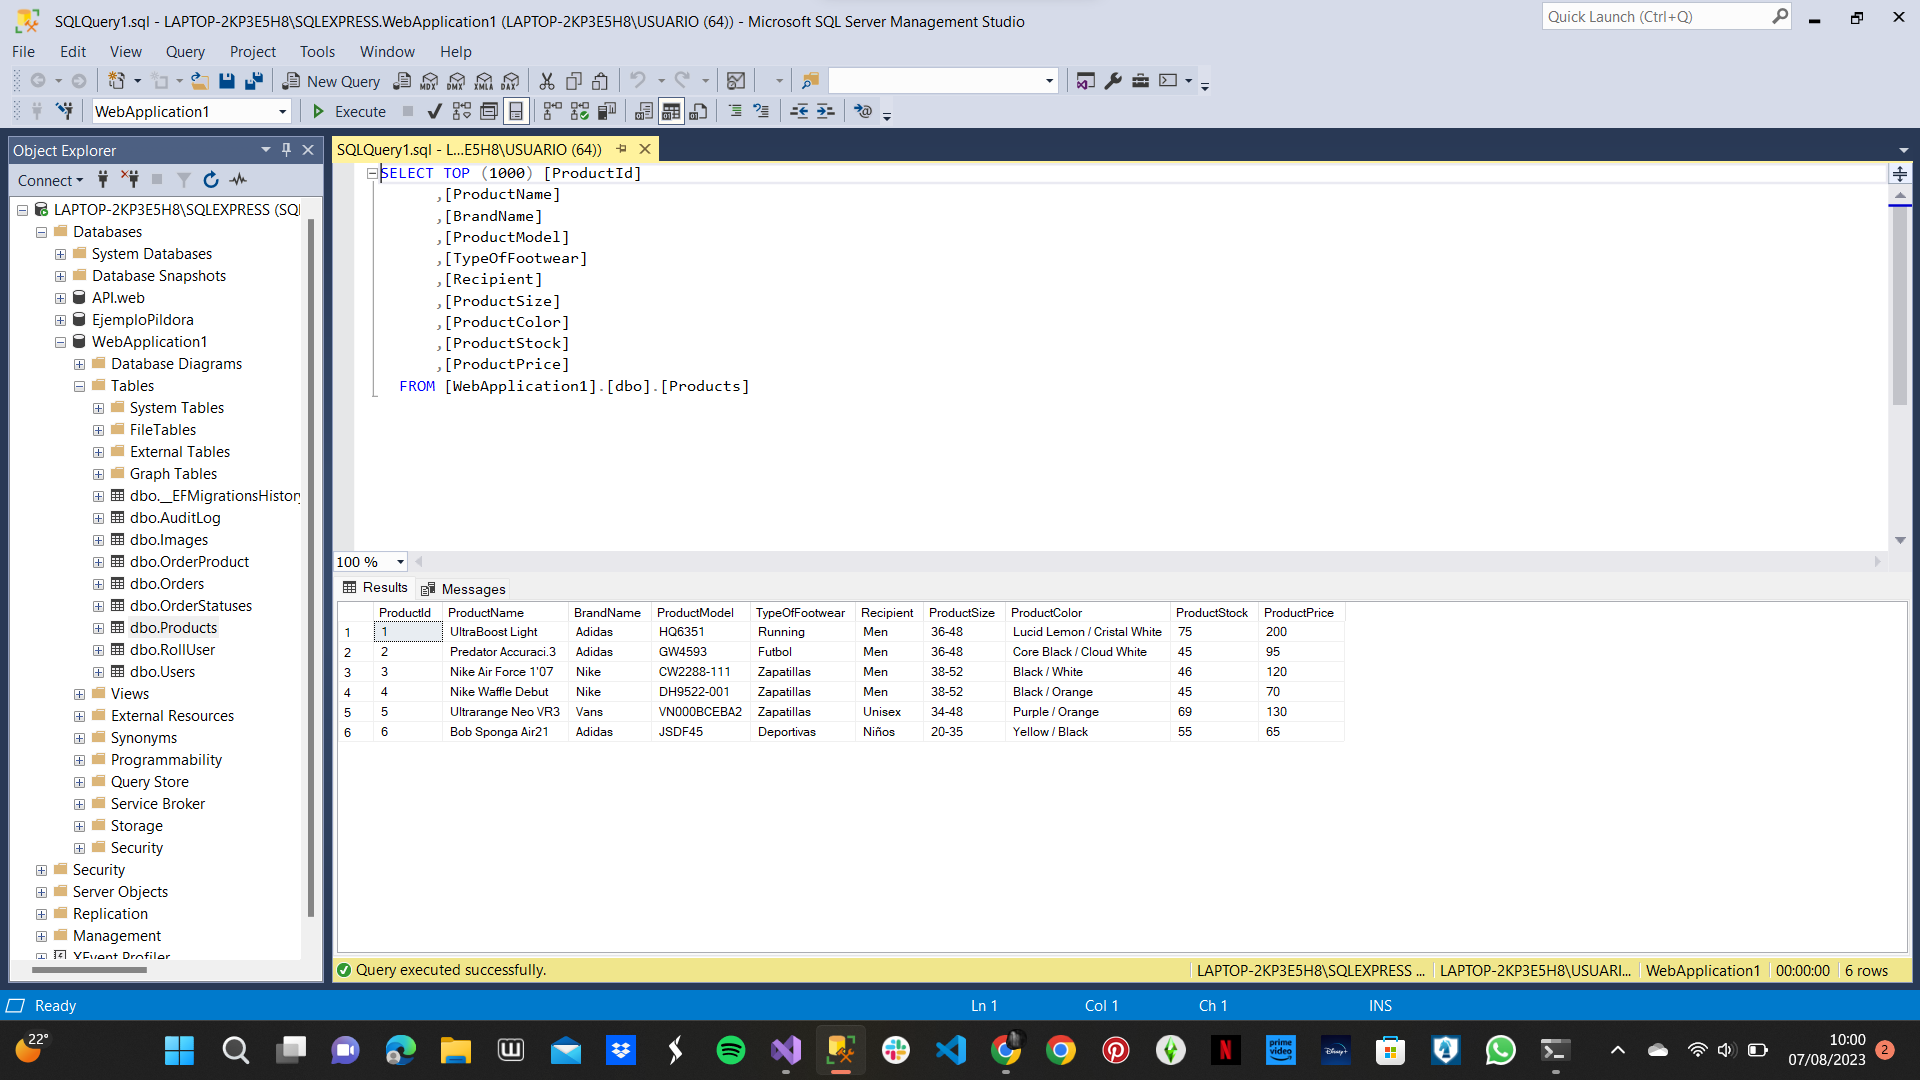 SQLQuery1.sql - LAPTOP-2KP3E5H8\SQLEXPRESS.WebApplication1 (LAPTOP-2KP3E5H8\USUARIO (64)) - Microsoft SQL Server Management Studio
Quick Launch (Ctrl+Q)
File Edit View Query Project Tools Window Help
New Query MDX DMX XMLA DAX
WebApplication1 Execute
Object Explorer
Connect
LAPTOP-2KP3E5H8\SQLEXPRESS (SQl
Databases
System Databases
Database Snapshots
API.web
EjemploPildora
WebApplication1
Database Diagrams
Tables
System Tables
FileTables
External Tables
Graph Tables
dbo.__EFMigrationsHistory
dbo.AuditLog
dbo.Images
dbo.OrderProduct
dbo.Orders
dbo.OrderStatuses
dbo.Products
dbo.RollUser
dbo.Users
Views
External Resources
Synonyms
Programmability
Query Store
Service Broker
Storage
Security
Security
Server Objects
Replication
Management
XEvent Profiler
SQLQuery1.sql - L...E5H8\USUARIO (64))
SELECT TOP (1000) [ProductId]
,[ProductName]
,[BrandName]
,[ProductModel]
,[TypeOfFootwear]
,[Recipient]
,[ProductSize]
,[ProductColor]
,[ProductStock]
,[ProductPrice]
FROM [WebApplication1].[dbo].[Products]
100 %
Results Messages
ProductId ProductName BrandName ProductModel TypeOfFootwear Recipient ProductSize ProductColor ProductStock ProductPrice
1 1 UltraBoost Light Adidas HQ6351 Running Men 36-48 Lucid Lemon / Cristal White 75 200
2 2 Predator Accuraci.3 Adidas GW4593 Futbol Men 36-48 Core Black / Cloud White 45 95
3 3 Nike Air Force 1'07 Nike CW2288-111 Zapatillas Men 38-52 Black / White 46 120
4 4 Nike Waffle Debut Nike DH9522-001 Zapatillas Men 38-52 Black / Orange 45 70
5 5 Ultrarange Neo VR3 Vans VN000BCEBA2 Zapatillas Unisex 34-48 Purple / Orange 69 130
6 6 Bob Sponga Air21 Adidas JSDF45 Deportivas Niños 20-35 Yellow / Black 55 65
Query executed successfully. LAPTOP-2KP3E5H8\SQLEXPRESS ... LAPTOP-2KP3E5H8\USUARI... WebApplication1 00:00:00 6 rows
Ready Ln 1 Col 1 Ch 1 INS
22°
prime video
Disney+
10:00
07/08/2023
2